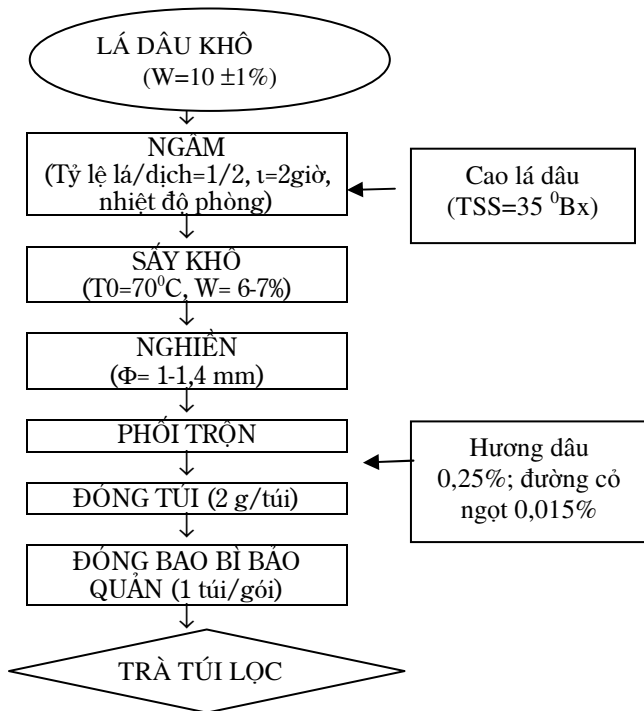 LÁ DÂU KHÔ
(W=10 ±1%)
NGÂM
(Tỷ lệ lá/dịch=1/2, ι=2giờ,
nhiệt độ phòng)
Cao lá dâu
(TSS=35 ⁰Bx)
SẤY KHÔ
(T0=70⁰C, W= 6-7%)
NGHIỀN
(Φ= 1-1,4 mm)
PHỐI TRỘN
Hương dâu
0,25%; đường cỏ
ngọt 0,015%
ĐÓNG TÚI (2 g/túi)
ĐÓNG BAO BÌ BẢO
QUẢN (1 túi/gói)
TRÀ TÚI LỌC